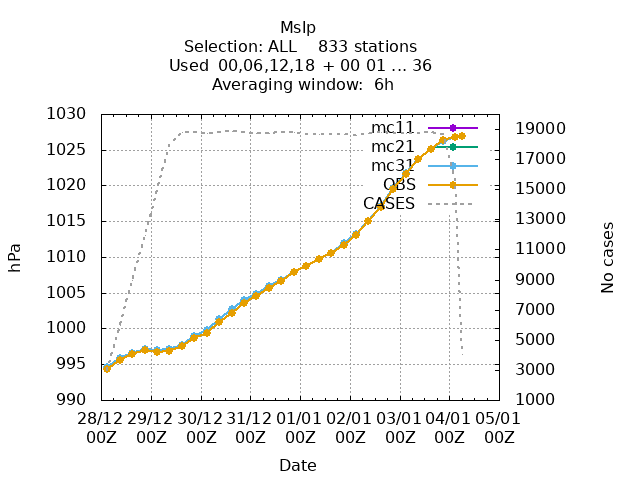 Mslp
Selection: ALL    833 stations
Used  00,06,12,18  + 00 01 ... 36
Averaging window:  6h
1030
1025
1020
1015
1010
1005
1000
995
990
hPa
mc11
mc21
mc31
OBS
CASES
19000
17000
15000
13000
11000
9000
7000
5000
3000
1000
No cases
28/12 29/12 30/12 31/12 01/01 02/01 03/01 04/01 05/01
00Z 00Z 00Z 00Z 00Z 00Z 00Z 00Z 00Z
Date